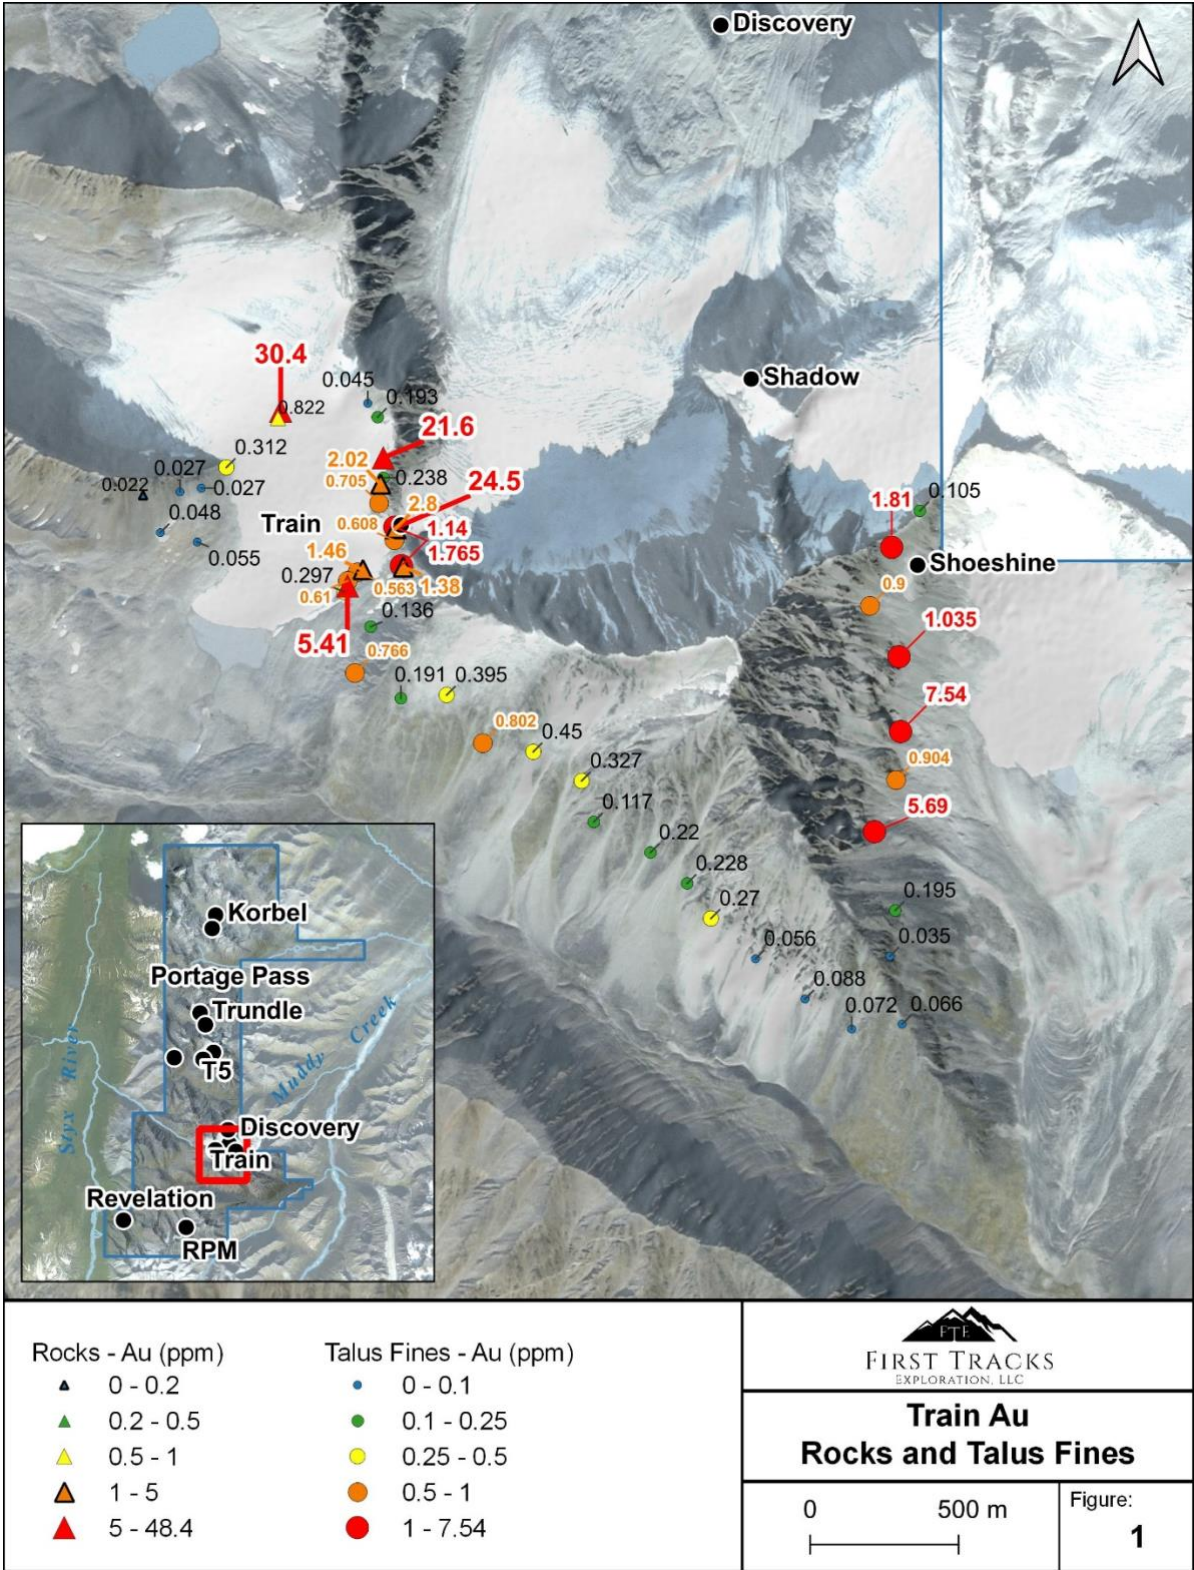 Discovery
30.4
0.822
0.045
0.193
21.6
Shadow
0.312
2.02
0.238
0.705
24.5
0.027
0.022
0.027
2.8
0.048
Train
0.608
1.14
1.765
0.055
1.46
0.297
0.61
0.563
1.38
5.41
0.136
0.766
0.191
0.395
1.81
0.105
Shoeshine
0.9
1.035
7.54
0.904
5.69
0.802
0.45
0.327
0.117
0.22
0.228
0.27
0.195
0.056
0.035
0.088
0.072
0.066
Korbel
Portage Pass
Trundle
T5
Styx River
Muddy Creek
Discovery
Train
Revelation
RPM
Rocks - Au (ppm)
0 - 0.2
0.2 - 0.5
0.5 - 1
1 - 5
5 - 48.4
Talus Fines - Au (ppm)
0 - 0.1
0.1 - 0.25
0.25 - 0.5
0.5 - 1
1 - 7.54
FTE
FIRST TRACKS
EXPLORATION, LLC
Train Au
Rocks and Talus Fines
0 500 m
Figure:
1